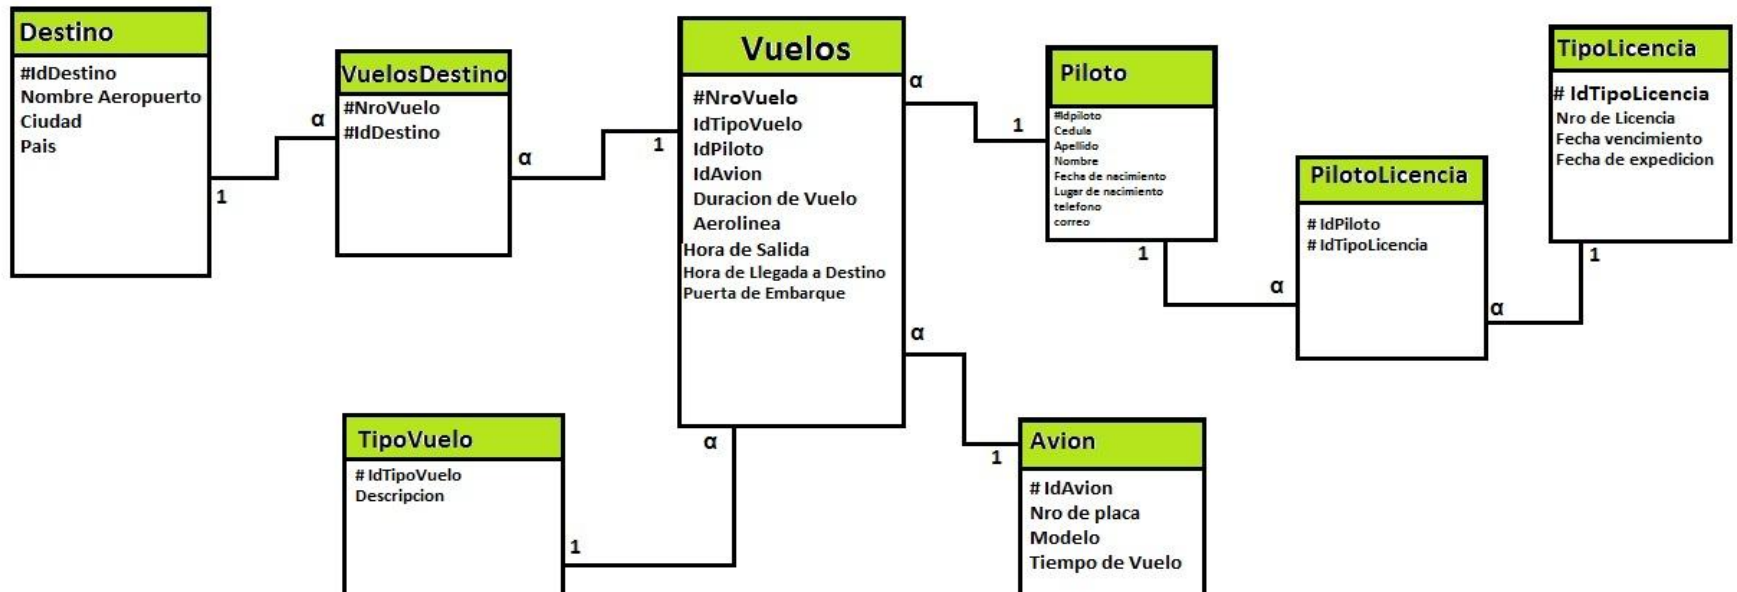 Destino
#IdDestino
Nombre Aeropuerto
Ciudad
Pais
1
α
VuelosDestino
#NroVuelo
#IdDestino
α
1
Vuelos
#NroVuelo
IdTipoVuelo
IdPiloto
IdAvion
Duracion de Vuelo
Aerolinea
Hora de Salida
Hora de Llegada a Destino
Puerta de Embarque
α
1
Piloto
#Idpiloto
Cedula
Apellido
Nombre
Fecha de nacimiento
Lugar de nacimiento
telefono
correo
1
α
PilotoLicencia
# IdPiloto
# IdTipoLicencia
α
1
TipoLicencia
# IdTipoLicencia
Nro de Licencia
Fecha vencimiento
Fecha de expedicion
α
1
Avion
# IdAvion
Nro de placa
Modelo
Tiempo de Vuelo
α
1
TipoVuelo
# IdTipoVuelo
Descripcion